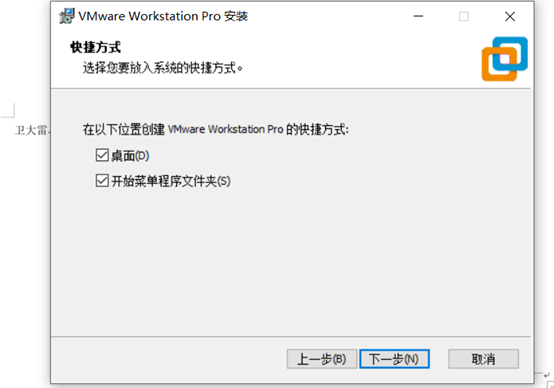 VMware Workstation Pro 安装
快捷方式
选择您要放入系统的快捷方式。
卫大雷
在以下位置创建 VMware Workstation Pro 的快捷方式:
桌面(D)
开始菜单程序文件夹(S)
上一步(B) 下一步(N) 取消